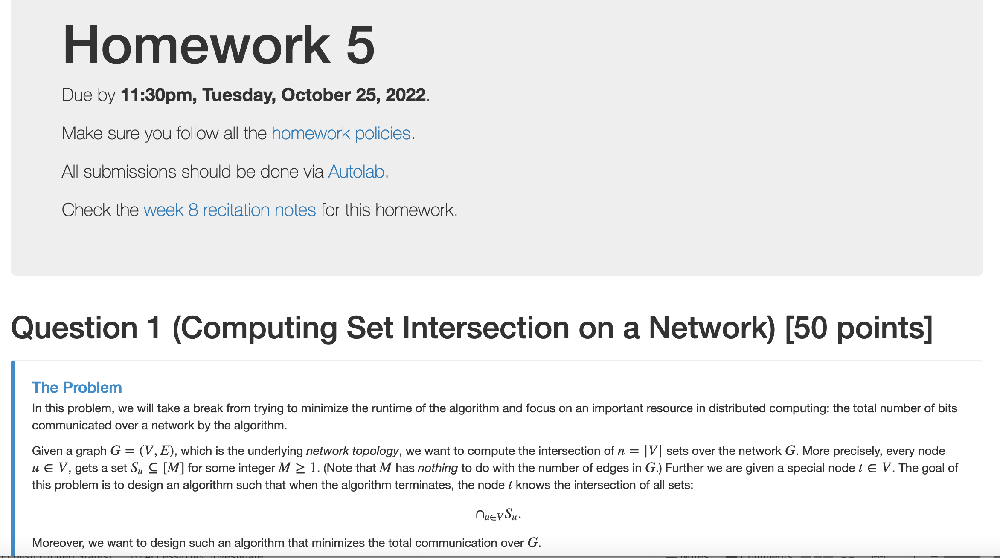 Homework 5
Due by 11:30pm, Tuesday, October 25, 2022.
Make sure you follow all the homework policies.
All submissions should be done via Autolab.
Check the week 8 recitation notes for this homework.
Question 1 (Computing Set Intersection on a Network) [50 points]
The Problem
In this problem, we will take a break from trying to minimize the runtime of the algorithm and focus on an important resource in distributed computing: the total number of bits
communicated over a network by the algorithm.
Given a graph G = (V, E), which is the underlying network topology, we want to compute the intersection of n = |V| sets over the network G. More precisely, every node
u ∈ V, gets a set Sᵤ ⊆ [M] for some integer M ≥ 1. (Note that M has nothing to do with the number of edges in G.) Further we are given a special node t ∈ V. The goal of
this problem is to design an algorithm such that when the algorithm terminates, the node t knows the intersection of all sets:
∩_{u∈V} Sᵤ.
Moreover, we want to design such an algorithm that minimizes the total communication over G.